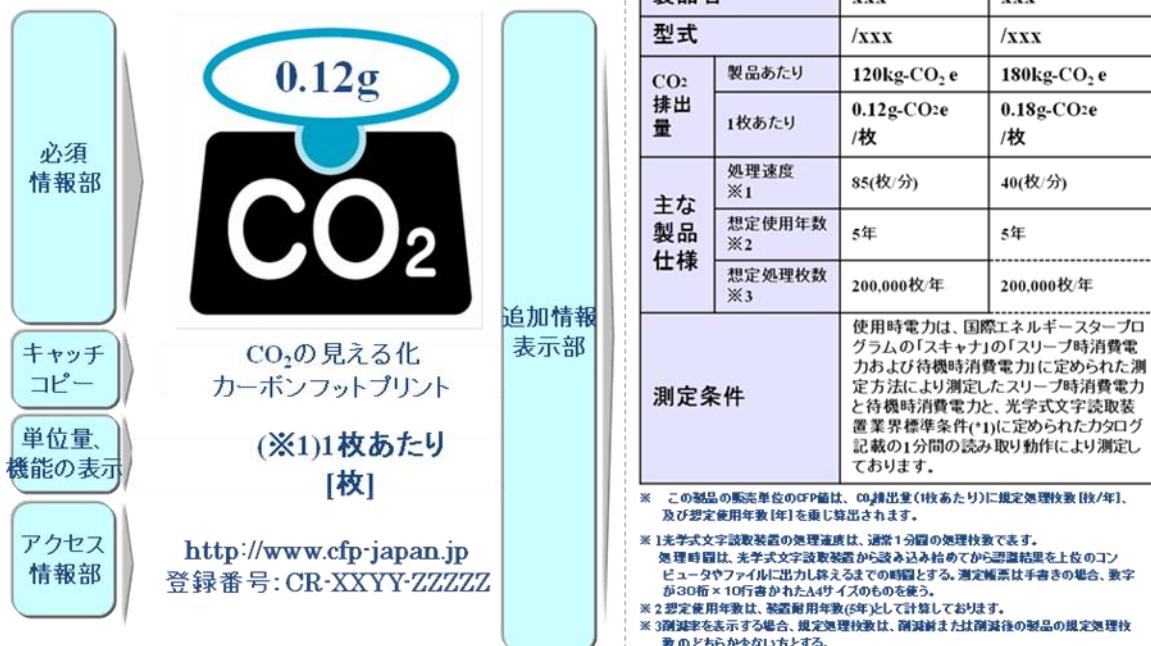 必須
情報部
0.12g
CO2
キャッチ
コピー
CO₂の見える化
カーボンフットプリント
単位量、
機能の表示
(※1)1枚あたり
[枚]
アクセス
情報部
http://www.cfp-japan.jp
登録番号: CR-XXYY-ZZZZZ
追加情報
表示部
型式 /xxx /xxx
CO2
排出
量
製品あたり 120kg-CO₂ e 180kg-CO₂ e
1枚あたり 0.12g-CO2e
/枚
0.18g-CO2e
/枚
主な
製品
仕様
処理速度
※1
85(枚/分) 40(枚/分)
想定使用年数
※2
5年 5年
想定処理枚数
※3
200,000枚/年 200,000枚/年
測定条件
使用時電力は、国際エネルギースタープロ
グラムの「スキャナ」の「スリープ時消費電
力および待機時消費電力」に定められた測
定方法により測定したスリープ時消費電力
と待機時消費電力と、光学式文字読取装
置業界標準条件(*1)に定められたカタログ
記載の1分間の読み取り動作により測定し
ております。
※ この製品の販売単位のCFP値は、CO₂排出量(1枚あたり)に規定処理枚数[枚/年]、
及び想定使用年数[年]を乗じ算出されます。
※1光学式文字読取装置の処理速度は、通常1分間の処理枚数で表す。
処理時間は、光学式文字読取装置から読み込み始めてから認識結果を上位のコン
ピュータやファイルに出力し終えるまでの時間とする。測定帳票は手書きの場合、数字
が30桁×10行書かれたA4サイズのものを使う。
※2想定使用年数は、装置耐用年数(5年)として計算しております。
※3削減率を表示する場合、規定処理枚数は、削減前または削減後の製品の規定処理枚
数のどちらか少ない方とする。